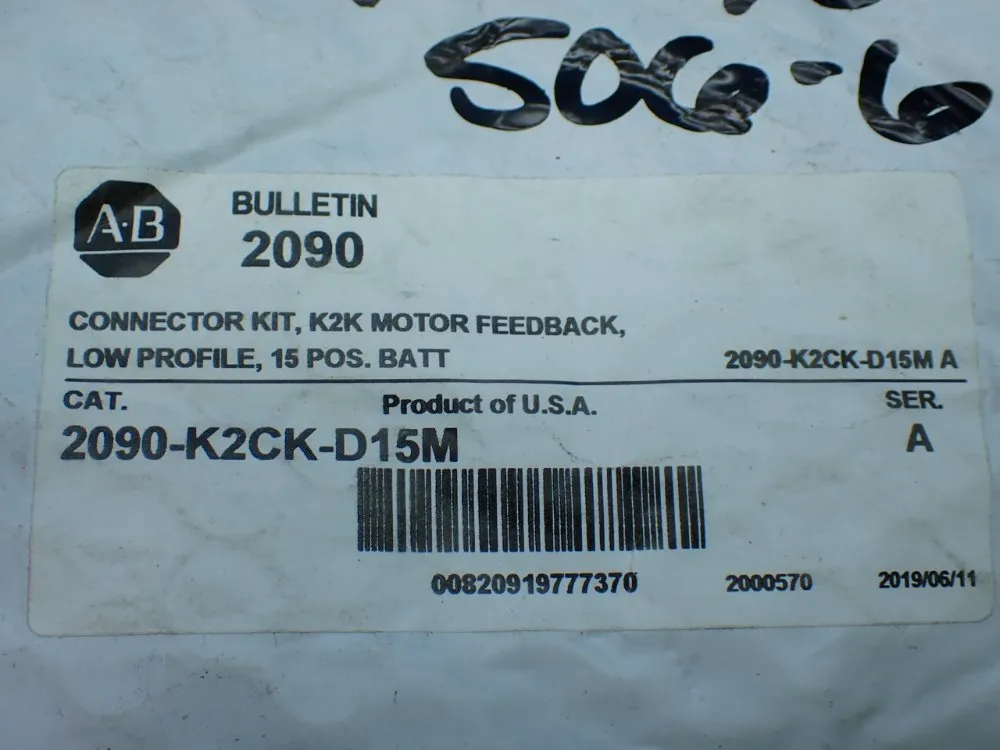 506-6
A·B
BULLETIN
2090
CONNECTOR KIT, K2K MOTOR FEEDBACK,
LOW PROFILE, 15 POS. BATT
2090-K2CK-D15M A
CAT.
Product of U.S.A.
SER.
2090-K2CK-D15M
A
00820919777370
2000570
2019/06/11